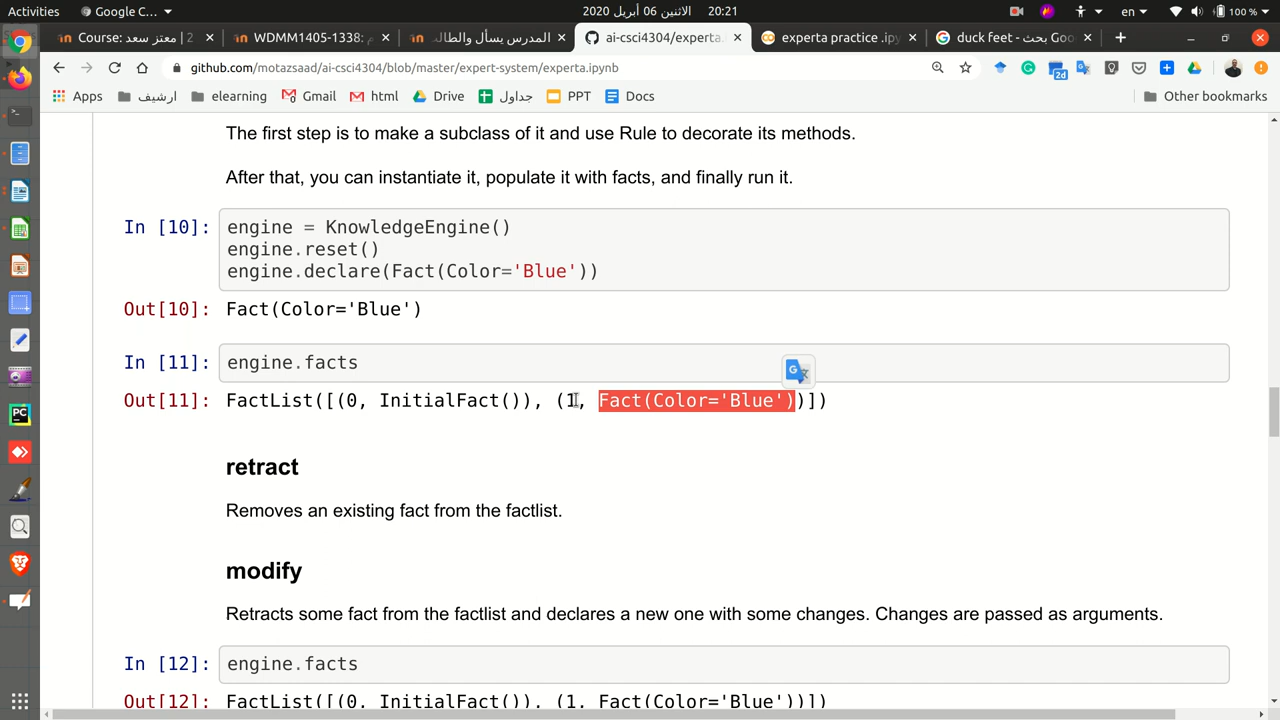 Activities
Google C...
2020 الاثنين 06 أبريل 20:21
en
100 %
Course: معتز سعد | 2
WDMM1405-1338: م
المدرس يسأل والطالب
ai-csci4304/experta.
experta practice .ip
duck feet - بحث Goo
github.com/motazsaad/ai-csci4304/blob/master/expert-system/experta.ipynb
2d
Apps
ارشيف
elearning
Gmail
html
Drive
جداول
PPT
Docs
Other bookmarks
The first step is to make a subclass of it and use Rule to decorate its methods.
After that, you can instantiate it, populate it with facts, and finally run it.
In [10]:
engine = KnowledgeEngine()
engine.reset()
engine.declare(Fact(Color='Blue'))
Out[10]: Fact(Color='Blue')
In [11]: engine.facts
Out[11]: FactList([(0, InitialFact()), (1, Fact(Color='Blue'))])
retract
Removes an existing fact from the factlist.
modify
Retracts some fact from the factlist and declares a new one with some changes. Changes are passed as arguments.
In [12]: engine.facts
Out[12]: FactList([(0, InitialFact()), (1, Fact(Color='Blue'))])
PC